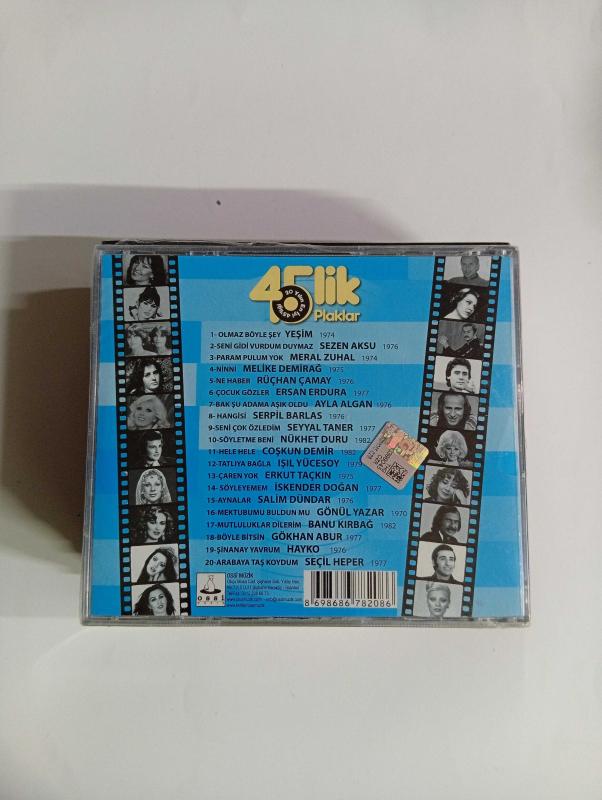 45lik
Plaklar
1- OLMAZ BÖYLE ŞEY YEŞİM 1974
2-SENİ GİDİ VURDUM DUYMAZ SEZEN AKSU 1976
3-PARAM PULUM YOK MERAL ZUHAL 1974
4-NİNNİ MELİKE DEMİRAĞ 1975
5-NE HABER RÜÇHAN ÇAMAY 1976
6-ÇOCUK GÖZLER ERSAN ERDURA 1977
7-BAK ŞU ADAMA AŞIK OLDU AYLA ALGAN 1976
8- HANGİSİ SERPİL BARLAS 1976
9-SENİ ÇOK ÖZLEDİM SEYYAL TANER 1977
10-SÖYLETME BENİ NÜKHET DURU 1982
11-HELE HELE COŞKUN DEMİR 1982
12-TATLIYA BAĞLA IŞIL YÜCESOY 1979
13-ÇAREN YOK ERKUT TAÇKIN 1975
14- SÖYLEYEMEM İSKENDER DOĞAN 1977
15-AYNALAR SALİM DÜNDAR 1976
16-MEKTUBUMU BULDUN MU GÖNÜL YAZAR 1970
17-MUTLULUKLAR DİLERİM BANU KIRBAĞ 1982
18-BÖYLE BİTSİN GÖKHAN ABUR 1977
19-ŞİNANAY YAVRUM HAYKO 1976
20-ARABAYA TAŞ KOYDUM SEÇİL HEPER 1977
ossi
OSSİ MÜZİK
8 698686 782086